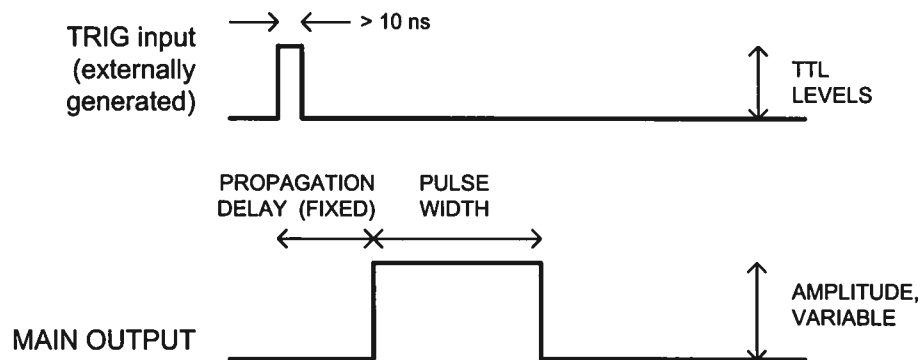 TRIG input
(externally
generated)
> 10 ns
TTL
LEVELS
PROPAGATION
DELAY (FIXED)
PULSE
WIDTH
MAIN OUTPUT
AMPLITUDE,
VARIABLE